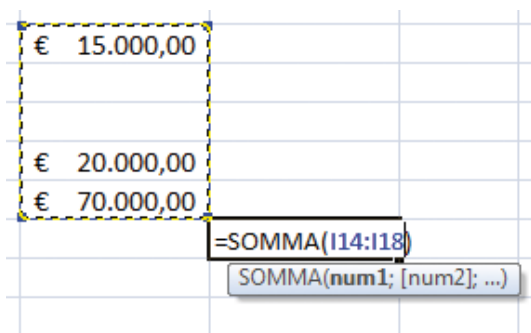 € 15.000,00
€ 20.000,00
€ 70.000,00
=SOMMA(I14:I18)
SOMMA(num1; [num2]; ...)